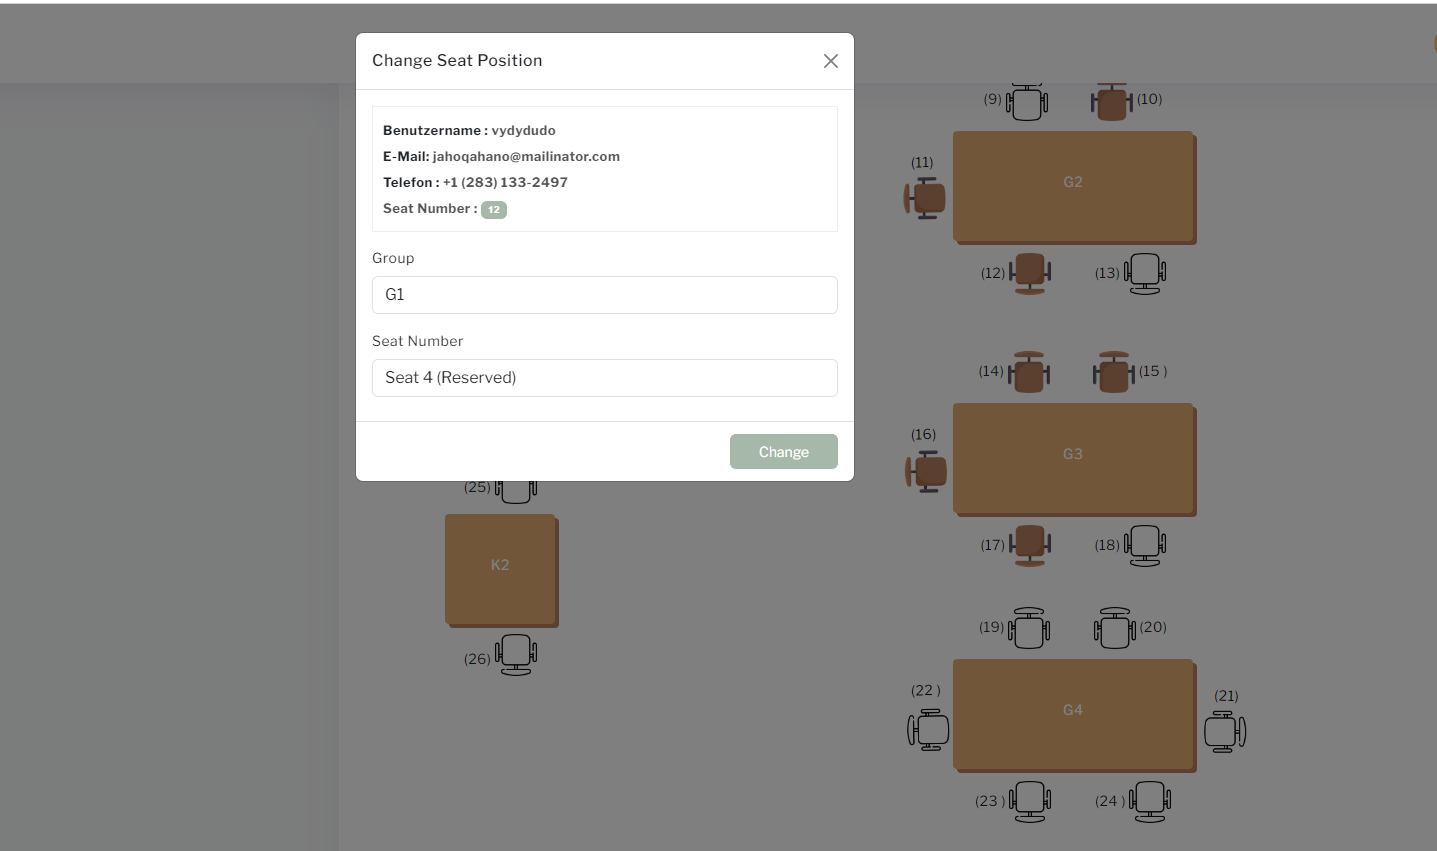 Change Seat Position
Benutzername : vydydudo
E-Mail: jahoqahano@mailinator.com
Telefon : +1 (283) 133-2497
Seat Number : 12
Group
G1
Seat Number
Seat 4 (Reserved)
Change
(9) (10)
(11)
G2
(12) (13)
(14) (15 )
(16)
G3
(17) (18)
(19) (20)
(22 ) (21)
G4
(23 ) (24 )
(25)
K2
(26)